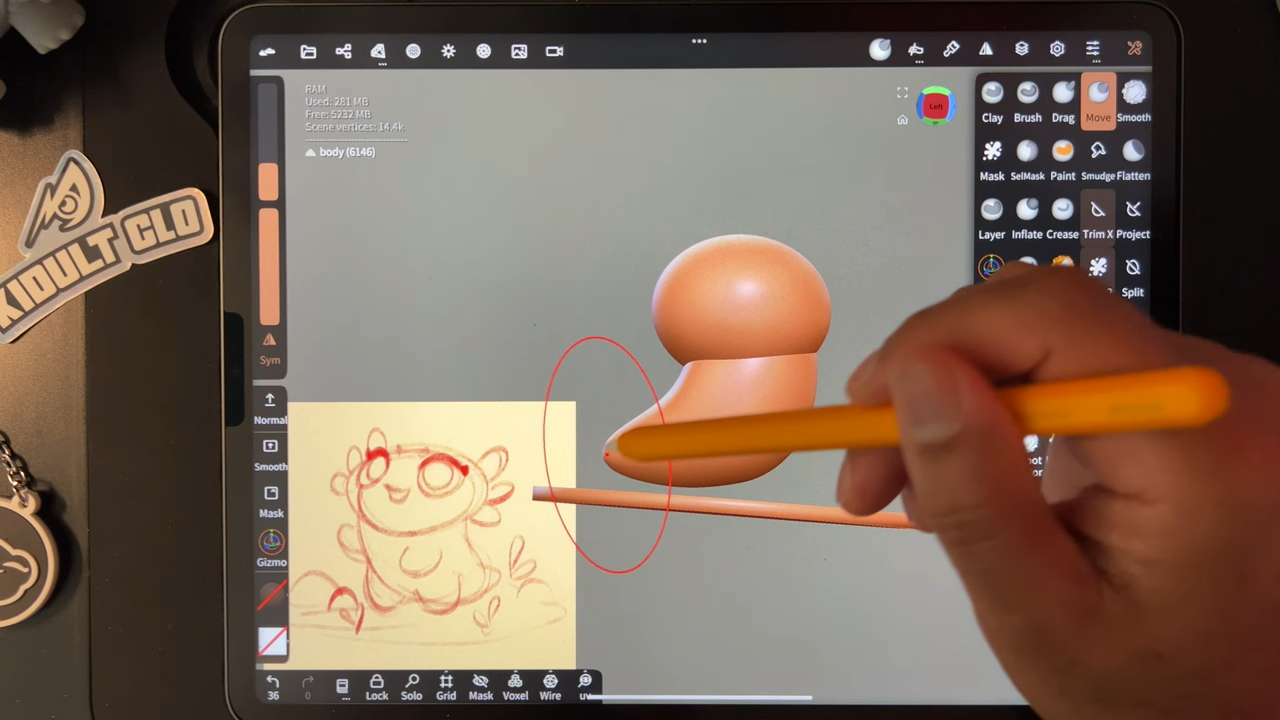 KIDULT CLO
RAM
Used: 281 MB
Free: 5232 MB
Scene vertices: 14.4k
body (6146)
Left
Clay Brush Drag Move Smooth
Mask SelMask Paint Smudge Flatten
Layer Inflate Crease Trim X Project
Split
Sym
Normal
Smooth
Mask
Gizmo
36 0 Lock Solo Grid Mask Voxel Wire uv